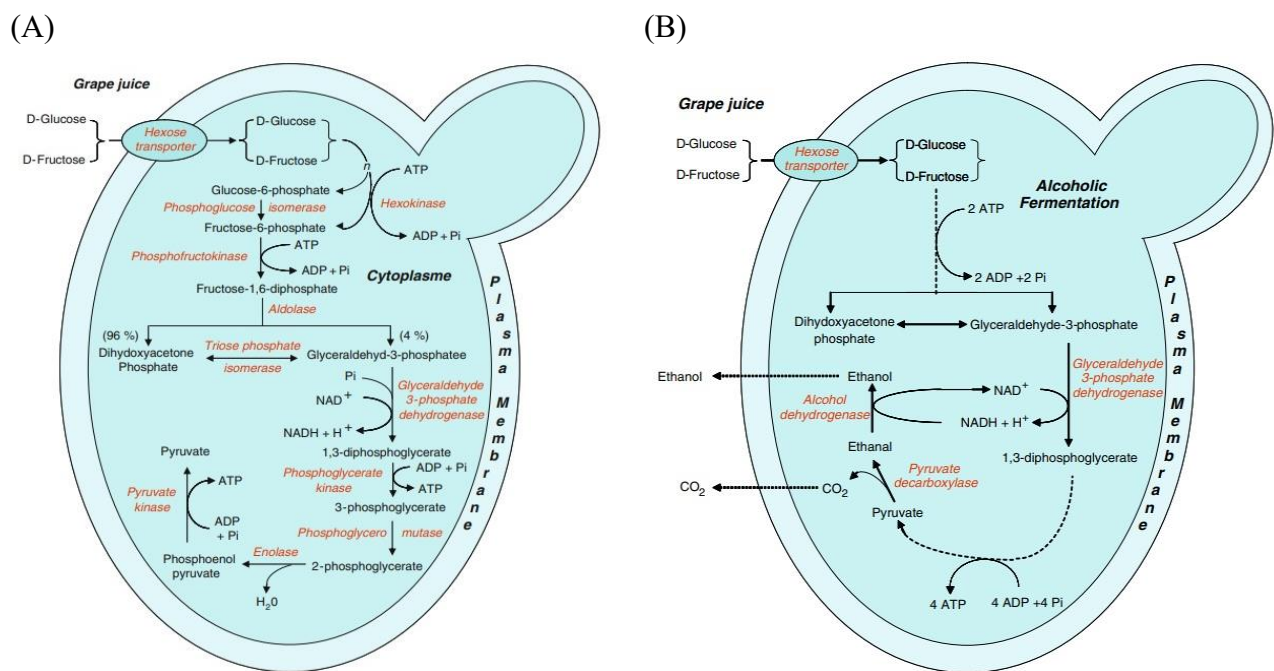 (A)
Grape juice
D-Glucose
D-Fructose
Hexose
transporter
D-Glucose
D-Fructose
n
ATP
Hexokinase
ADP + Pi
Glucose-6-phosphate
Phosphoglucose isomerase
Fructose-6-phosphate
Phosphofructokinase
ATP
ADP + Pi
Cytoplasme
Fructose-1,6-diphosphate
Aldolase
(96 %)
(4 %)
Dihydoxyacetone
Phosphate
Triose phosphate
isomerase
Glyceraldehyd-3-phosphatee
Pi
NAD+
NADH + H+
Glyceraldehyde
3-phosphate
dehydrogenase
1,3-diphosphoglycerate
Phosphoglycerate
kinase
ADP + Pi
ATP
3-phosphoglycerate
Phosphoglycero mutase
2-phosphoglycerate
Enolase
H20
Phosphoenol
pyruvate
Pyruvate
kinase
ADP
+ Pi
ATP
Pyruvate
Plasma Membrane
(B)
Grape juice
D-Glucose
D-Fructose
Hexose
transporter
D-Glucose
D-Fructose
Alcoholic
Fermentation
2 ATP
2 ADP +2 Pi
Dihydoxyacetone
phosphate
Glyceraldehyde-3-phosphate
Glyceraldehyde
3-phosphate
dehydrogenase
Ethanol
Ethanol
Alcohol
dehydrogenase
NAD+
NADH + H+
Ethanal
1,3-diphosphoglycerate
Pyruvate
decarboxylase
CO2
CO2
Pyruvate
4 ATP
4 ADP +4 Pi
Plasma Membrane